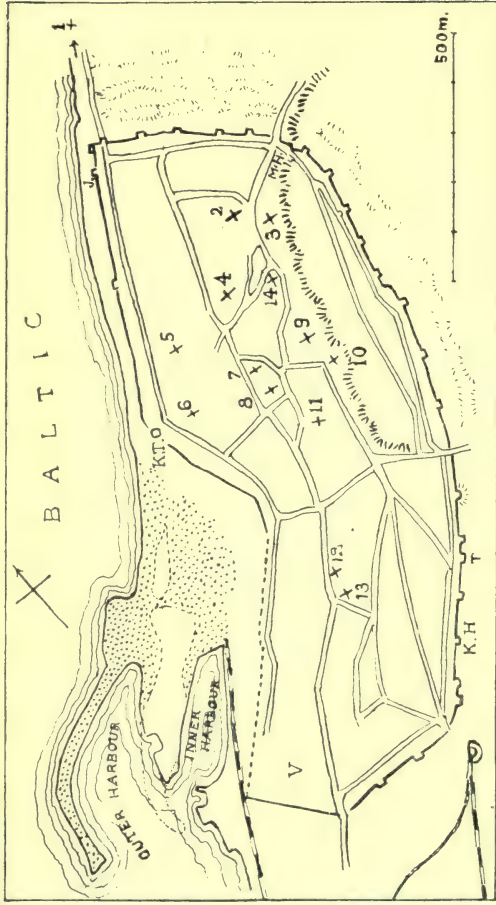 BALTIC
1
J
OUTER HARBOUR
INNER HARBOUR
K.T.O
6
5
4
2
8
7
14
3
M.H.
V
11
9
10
12
13
K.H
T
500m.